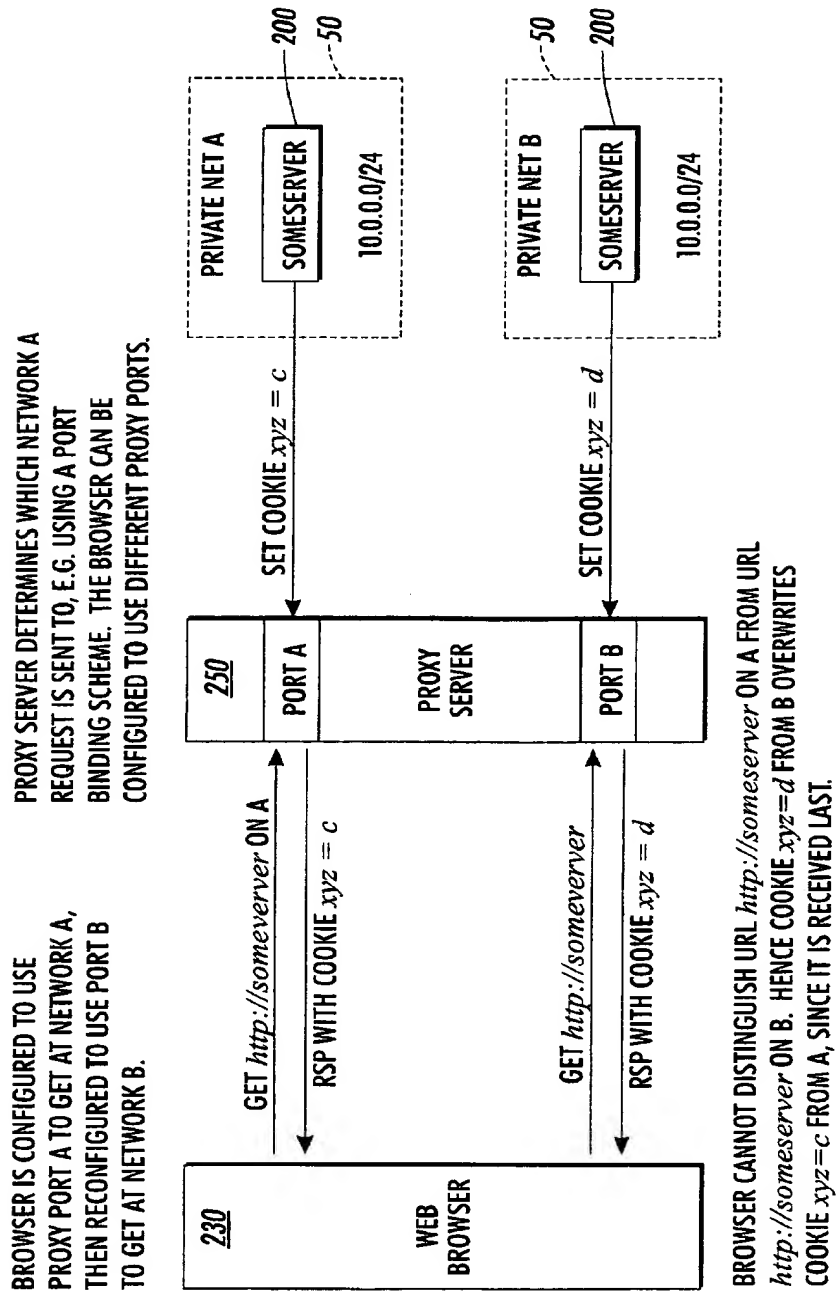 BROWSER IS CONFIGURED TO USE
PROXY PORT A TO GET AT NETWORK A,
THEN RECONFIGURED TO USE PORT B
TO GET AT NETWORK B.
PROXY SERVER DETERMINES WHICH NETWORK A
REQUEST IS SENT TO, E.G. USING A PORT
BINDING SCHEME. THE BROWSER CAN BE
CONFIGURED TO USE DIFFERENT PROXY PORTS.
230
WEB
BROWSER
GET http://someverver ON A
RSP WITH COOKIE xyz = c
GET http://someserver
RSP WITH COOKIE xyz = d
250
PORT A
PROXY
SERVER
PORT B
SET COOKIE xyz = c
SET COOKIE xyz = d
PRIVATE NET A
SOMESERVER
10.0.0.0/24
200
50
PRIVATE NET B
SOMESERVER
10.0.0.0/24
50
200
BROWSER CANNOT DISTINGUISH URL http://someserver ON A FROM URL
http://someserver ON B. HENCE COOKIE xyz=d FROM B OVERWRITES
COOKIE xyz=c FROM A, SINCE IT IS RECEIVED LAST.